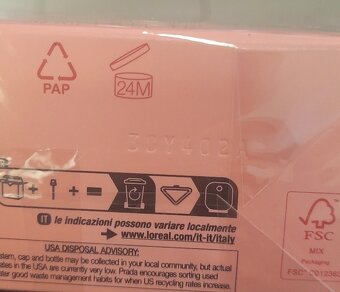 PAP
24M
3CY402A
IT le indicazioni possono variare localmente
www.loreal.com/it-it/italy
USA DISPOSAL ADVISORY:
cap and bottle may be collected in your local community, but actual
rates in the USA are currently very low. Prada encourages sorting used
good waste management habits for when US recycling rates increase.
FSC
MIX
Packaging